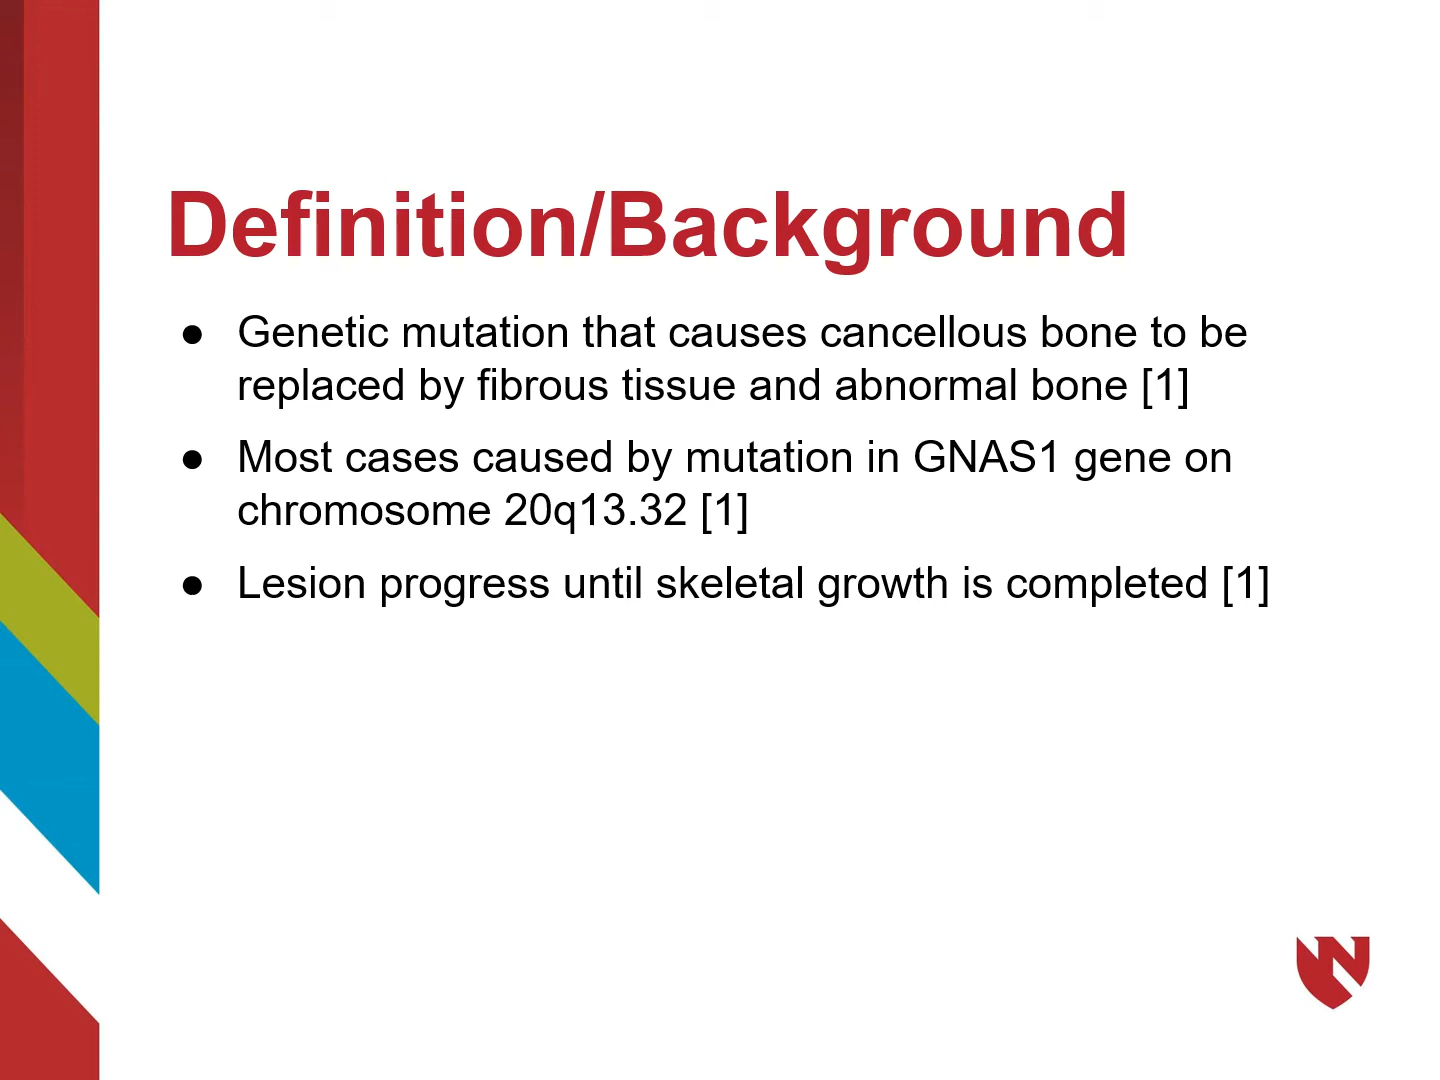 Definition/Background
● Genetic mutation that causes cancellous bone to be
replaced by fibrous tissue and abnormal bone [1]
● Most cases caused by mutation in GNAS1 gene on
chromosome 20q13.32 [1]
● Lesion progress until skeletal growth is completed [1]
N